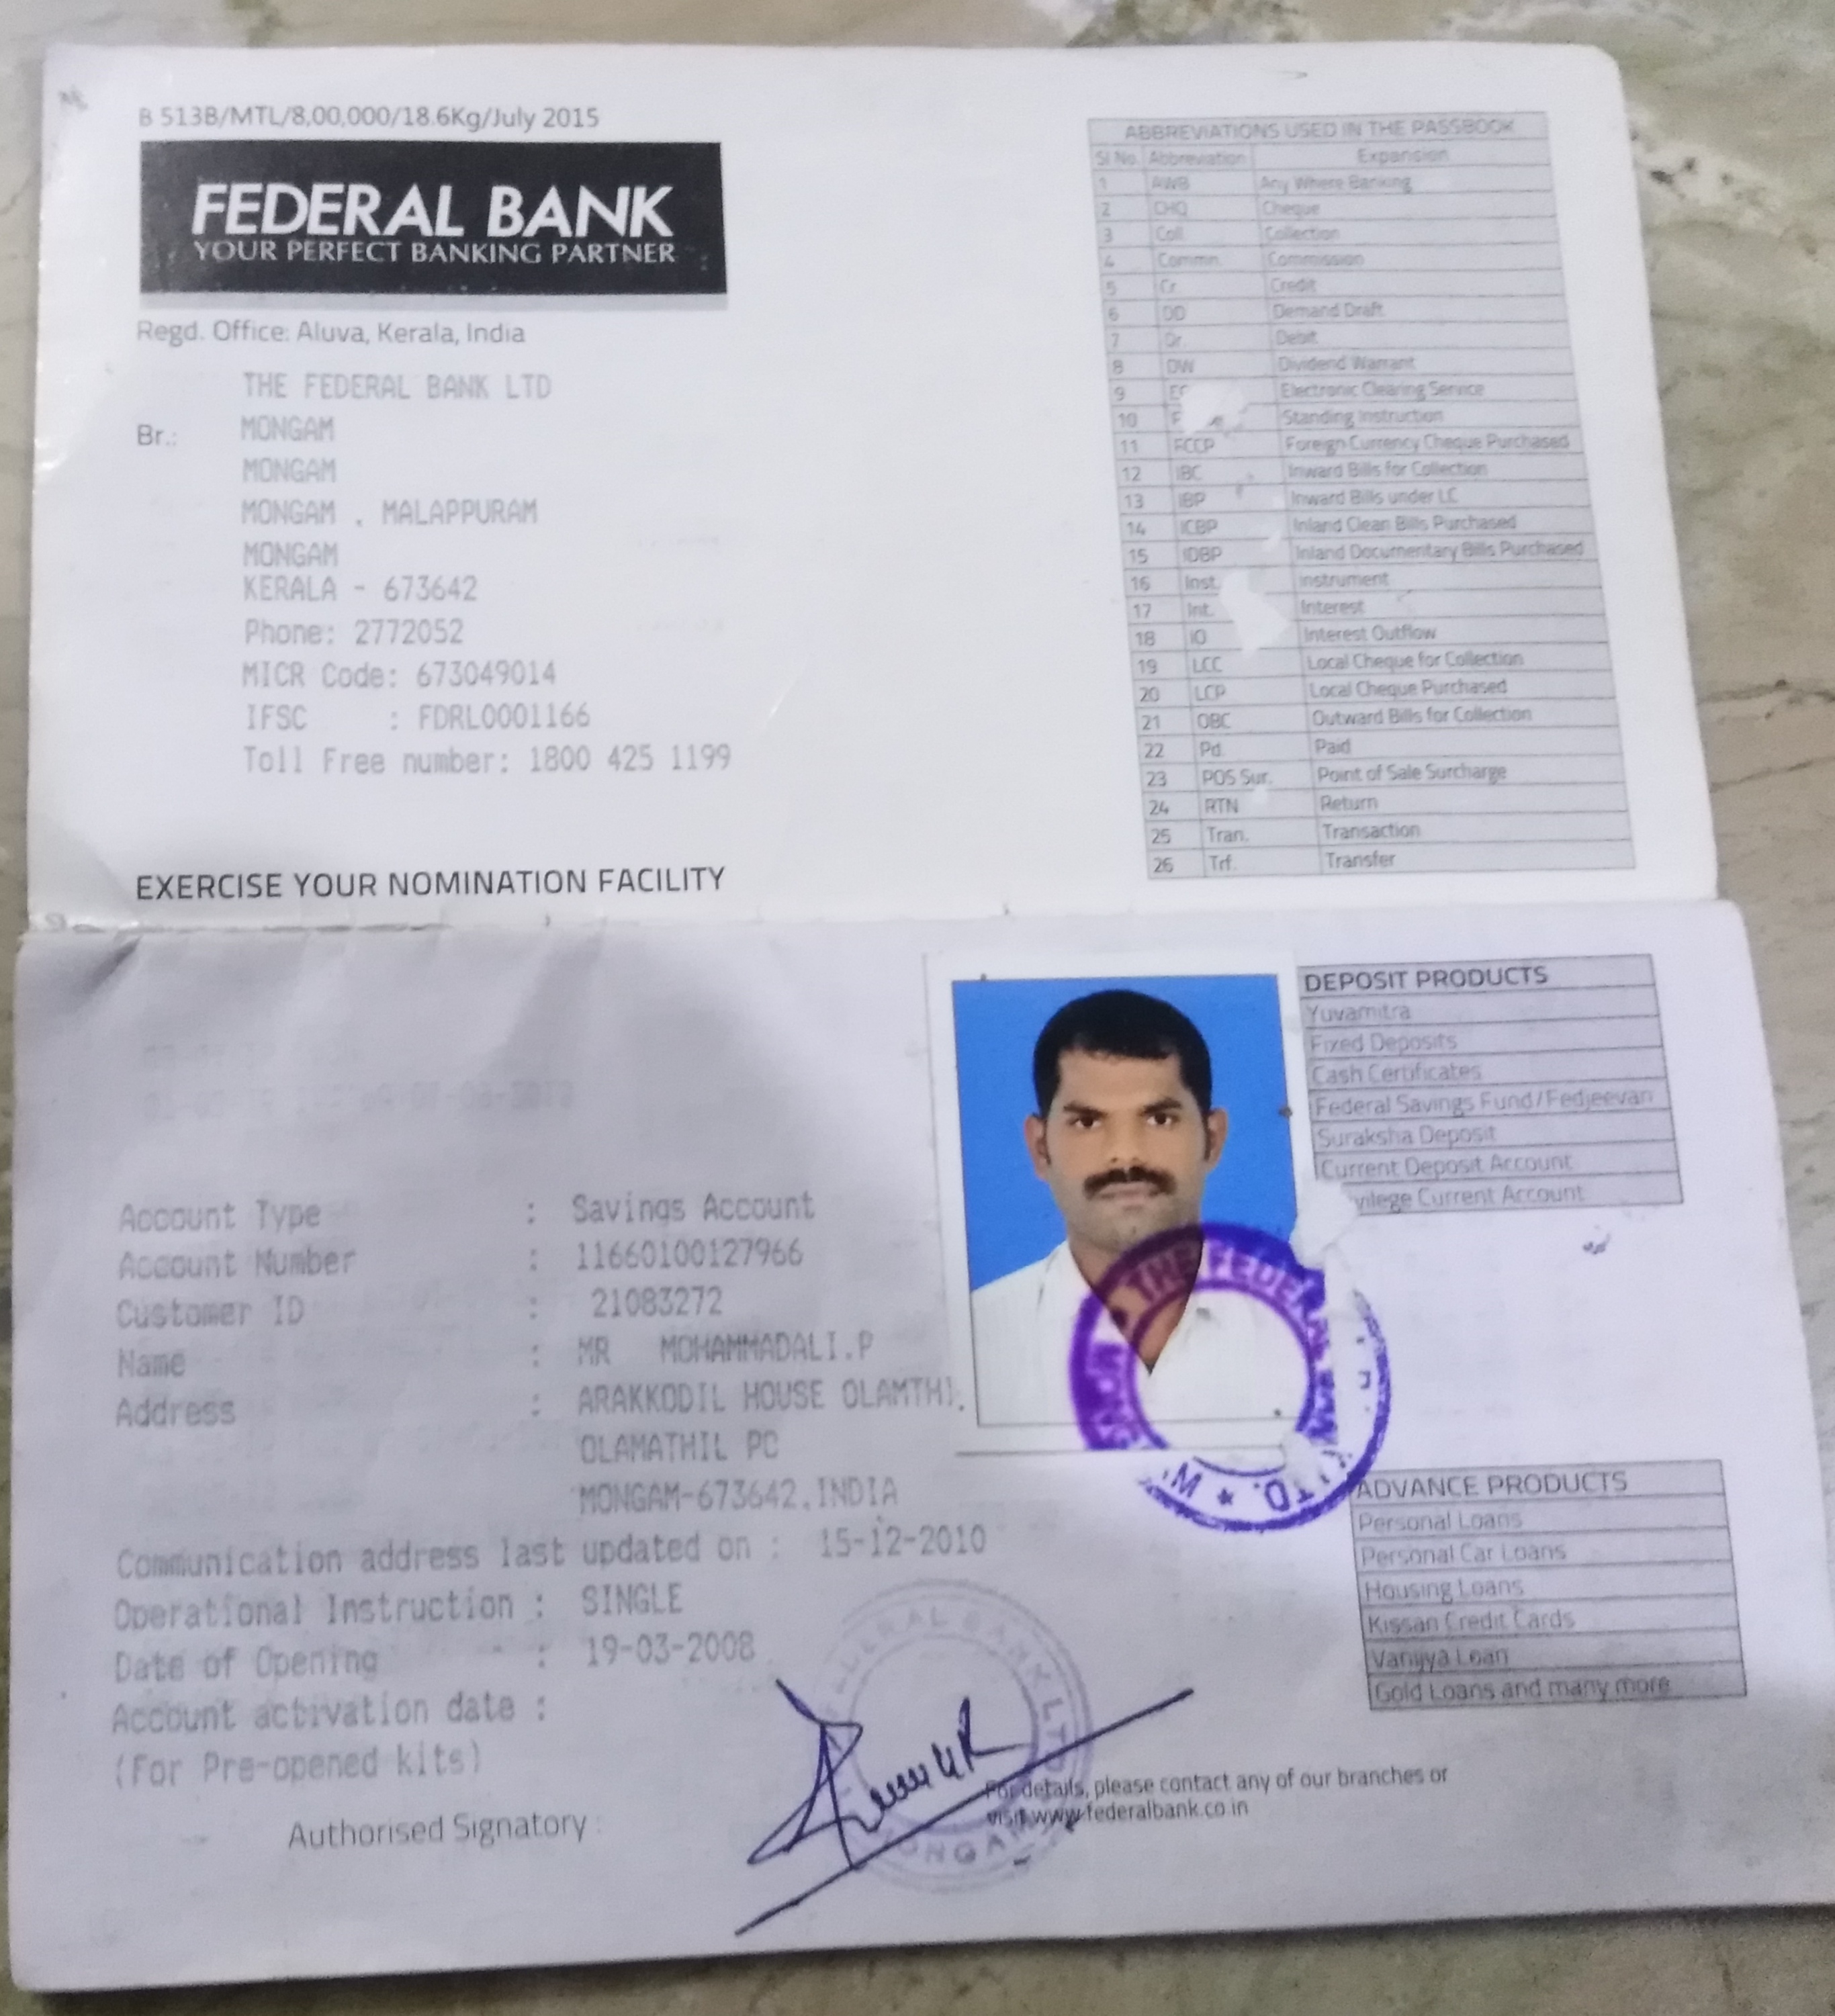 B 513B/MTL/8,00,000/18.6Kg/July 2015
FEDERAL BANK
YOUR PERFECT BANKING PARTNER
Regd. Office: Aluva, Kerala, India
THE FEDERAL BANK LTD
Br.: MONGAM
MONGAM
MONGAM , MALAPPURAM
MONGAM
KERALA - 673642
Phone: 2772052
MICR Code: 673049014
IFSC : FDRL0001166
Toll Free number: 1800 425 1199
EXERCISE YOUR NOMINATION FACILITY
ABBREVIATIONS USED IN THE PASSBOOK
Sl No. Abbreviation Expansion
1 AWB Any Where Banking
2 CHQ Cheque
3 Coll Collection
4 Commn. Commission
5 Cr. Credit
6 DD Demand Draft
7 Dr. Debit
8 DW Dividend Warrant
9 Electronic Clearing Service
10 Standing Instruction
11 FCCP Foreign Currency Cheque Purchased
12 IBC Inward Bills for Collection
13 IBP Inward Bills under LC
14 ICBP Inland Clean Bills Purchased
15 IDBP Inland Documentary Bills Purchased
16 Inst. Instrument
17 Int. Interest
18 IO Interest Outflow
19 LCC Local Cheque for Collection
20 LCP Local Cheque Purchased
21 OBC Outward Bills for Collection
22 Pd. Paid
23 POS Sur. Point of Sale Surcharge
24 RTN Return
25 Tran. Transaction
26 Trf. Transfer
DEPOSIT PRODUCTS
Yuvamitra
Fixed Deposits
Cash Certificates
Federal Savings Fund/Fedjeevan
Suraksha Deposit
Current Deposit Account
vilege Current Account
Account Type : Savings Account
Account Number : 11660100127966
Customer ID : 21083272
Name : MR MOHAMMADALI.P
Address : ARAKKODIL HOUSE OLAMTHI
OLAMATHIL PO
MONGAM-673642,INDIA
Communication address last updated on : 15-12-2010
Operational Instruction : SINGLE
Date of Opening : 19-03-2008
Account activation date :
(For Pre-opened kits)
Authorised Signatory :
THE FEDERAL BANK LTD. *
FEDERAL BANK LTD
MONGAM
ADVANCE PRODUCTS
Personal Loans
Personal Car Loans
Housing Loans
Kissan Credit Cards
Vanijya Loan
Gold Loans and many more
For details, please contact any of our branches or
visit www.federalbank.co.in